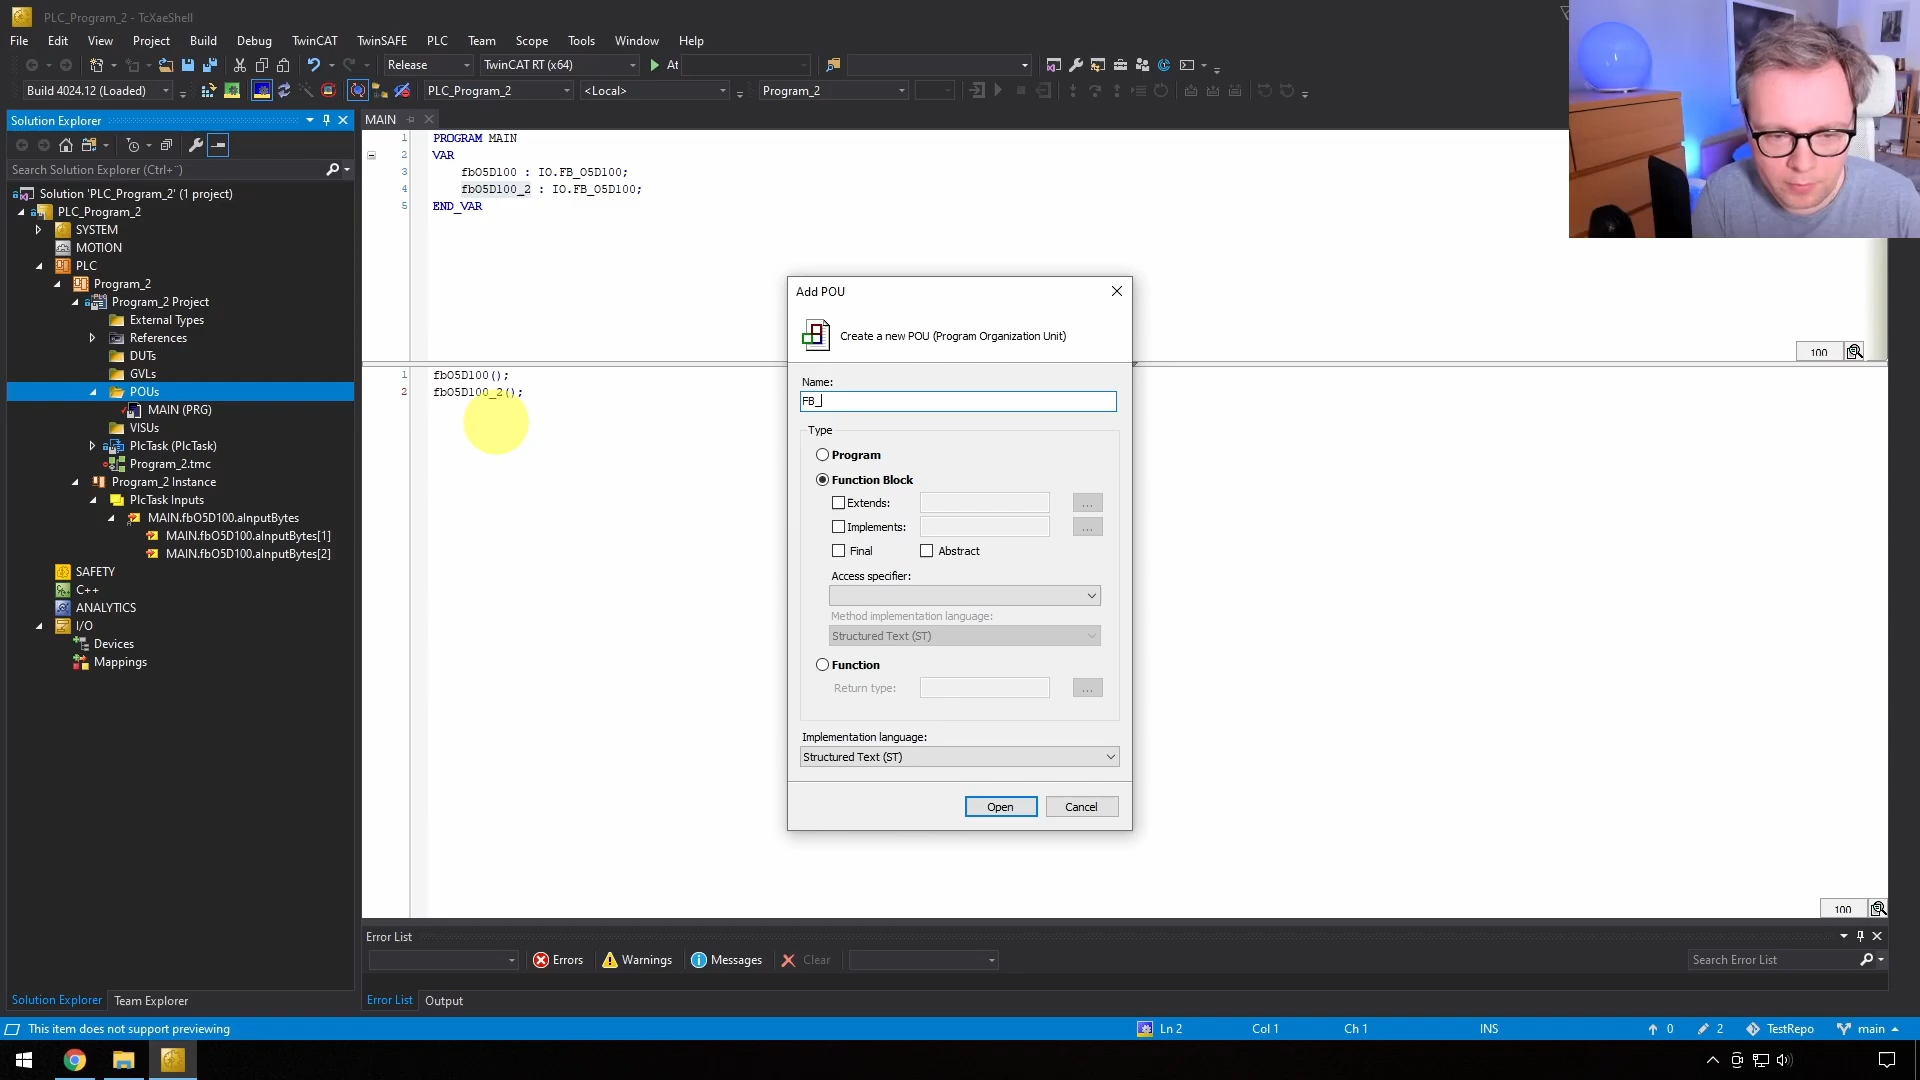 PLC_Program_2 - TcXaeShell
File Edit View Project Build Debug TwinCAT TwinSAFE PLC Team Scope Tools Window Help
Release TwinCAT RT (x64) At
Build 4024.12 (Loaded) PLC_Program_2 <Local> Program_2
Solution Explorer
Search Solution Explorer (Ctrl+¨)
Solution 'PLC_Program_2' (1 project)
PLC_Program_2
SYSTEM
MOTION
PLC
Program_2
Program_2 Project
External Types
References
DUTs
GVLs
POUs
MAIN (PRG)
VISUs
PlcTask (PlcTask)
Program_2.tmc
Program_2 Instance
PlcTask Inputs
MAIN.fbO5D100.aInputBytes
MAIN.fbO5D100.aInputBytes[1]
MAIN.fbO5D100.aInputBytes[2]
SAFETY
C++
ANALYTICS
I/O
Devices
Mappings
Solution Explorer Team Explorer
MAIN
1 PROGRAM MAIN
2 VAR
3 fbO5D100 : IO.FB_O5D100;
4 fbO5D100_2 : IO.FB_O5D100;
5 END_VAR
100
1 fbO5D100();
2 fbO5D100_2();
100
Add POU
Create a new POU (Program Organization Unit)
Name:
FB_
Type
Program
Function Block
Extends: ...
Implements: ...
Final Abstract
Access specifier:
Method implementation language:
Structured Text (ST)
Function
Return type: ...
Implementation language:
Structured Text (ST)
Open Cancel
Error List
Errors Warnings Messages Clear
Search Error List
Error List Output
This item does not support previewing Ln 2 Col 1 Ch 1 INS 0 2 TestRepo main